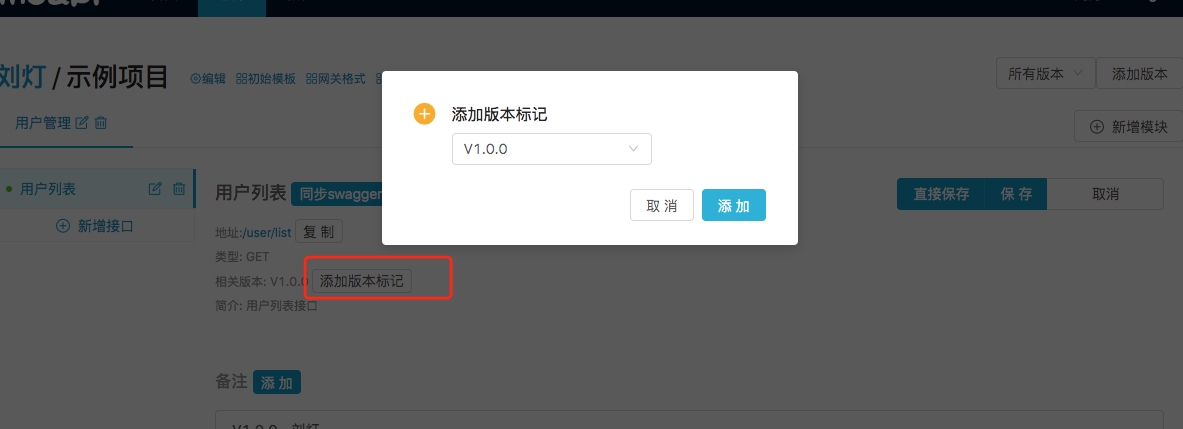 刘灯 / 示例项目 编辑 初始模板 网关格式
所有版本 添加版本
用户管理
新增模块
添加版本标记
V1.0.0
取 消 添 加
用户列表
新增接口
用户列表 同步swagger
直接保存 保 存 取消
地址:/user/list 复 制
类型: GET
相关版本: V1.0.0 添加版本标记
简介: 用户列表接口
备注 添 加
V1.0.0 刘灯